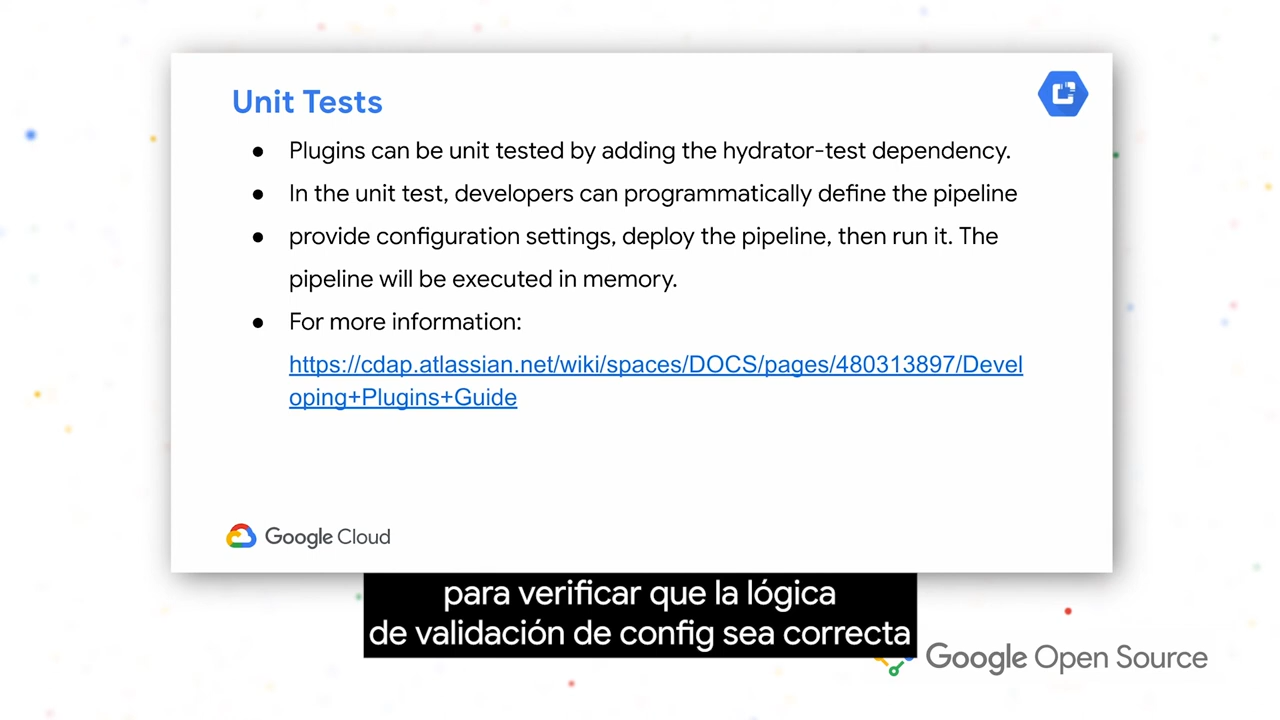 Unit Tests
● Plugins can be unit tested by adding the hydrator-test dependency.
● In the unit test, developers can programmatically define the pipeline
● provide configuration settings, deploy the pipeline, then run it. The
pipeline will be executed in memory.
● For more information:
https://cdap.atlassian.net/wiki/spaces/DOCS/pages/480313897/Devel
oping+Plugins+Guide
Google Cloud
para verificar que la lógica
de validación de config sea correcta
Google Open Source